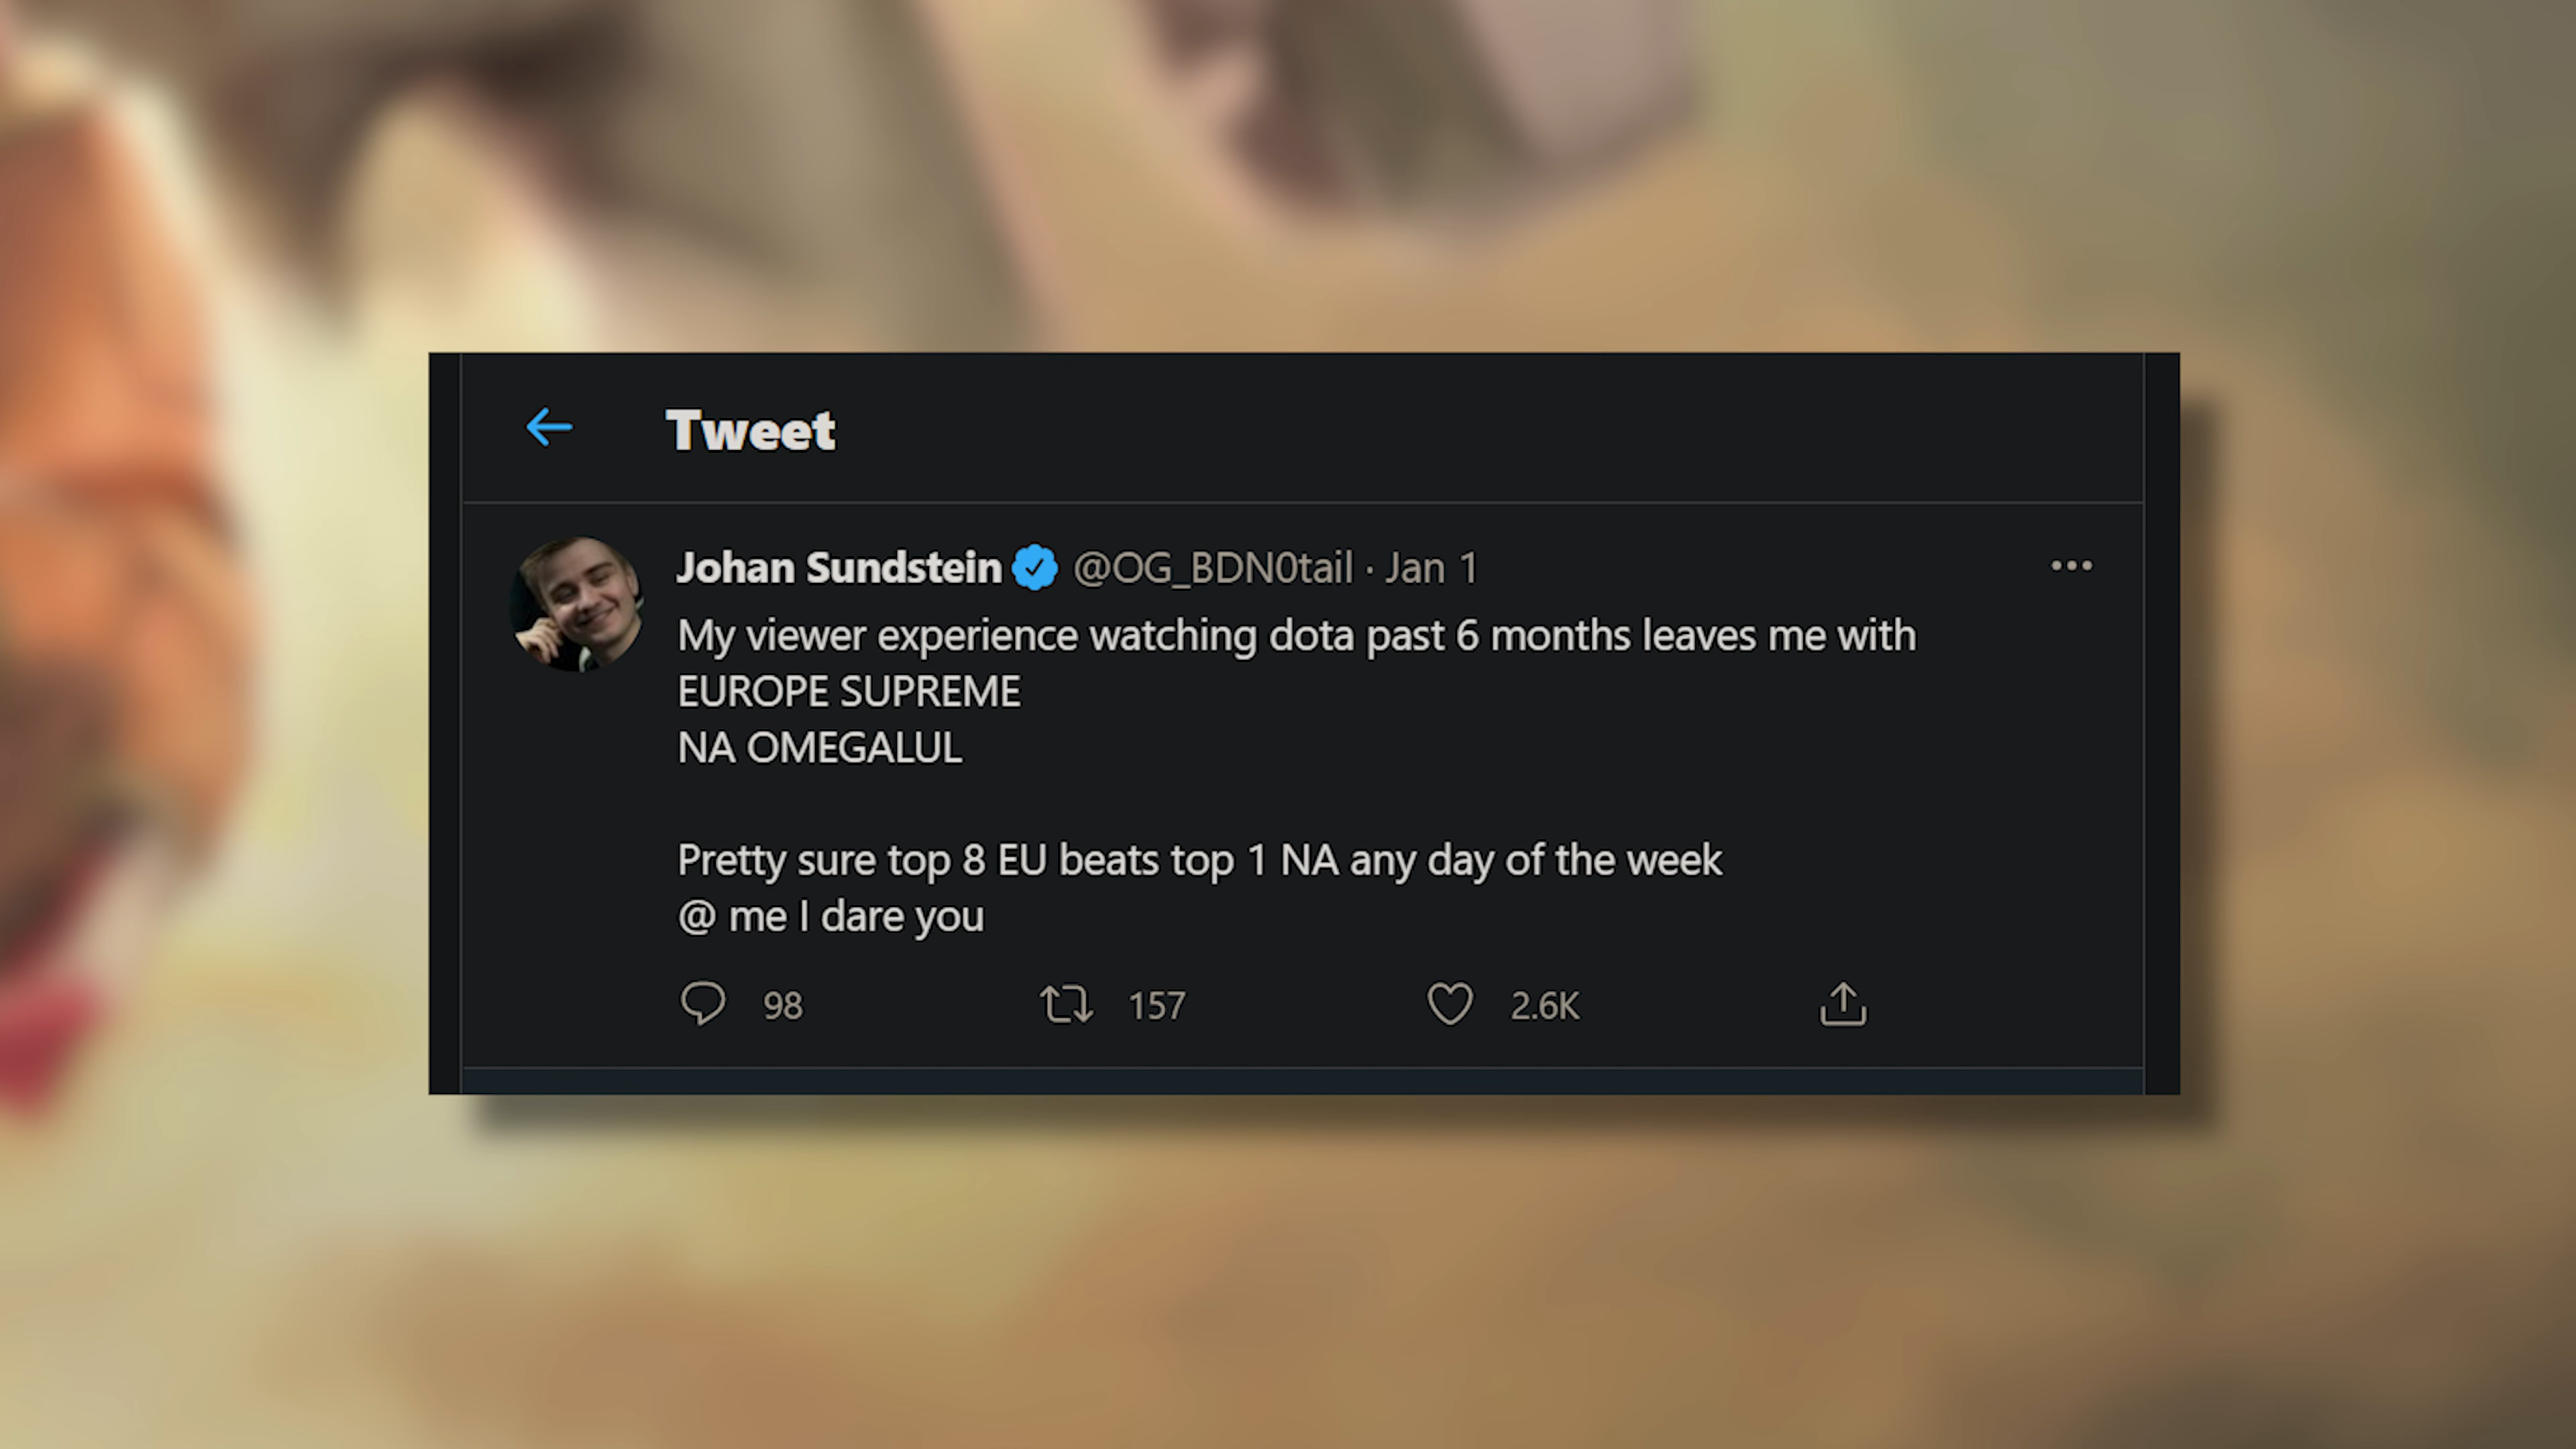 Tweet
Johan Sundstein @OG_BDN0tail · Jan 1
My viewer experience watching dota past 6 months leaves me with
EUROPE SUPREME
NA OMEGALUL
Pretty sure top 8 EU beats top 1 NA any day of the week
@ me I dare you
98 157 2.6K